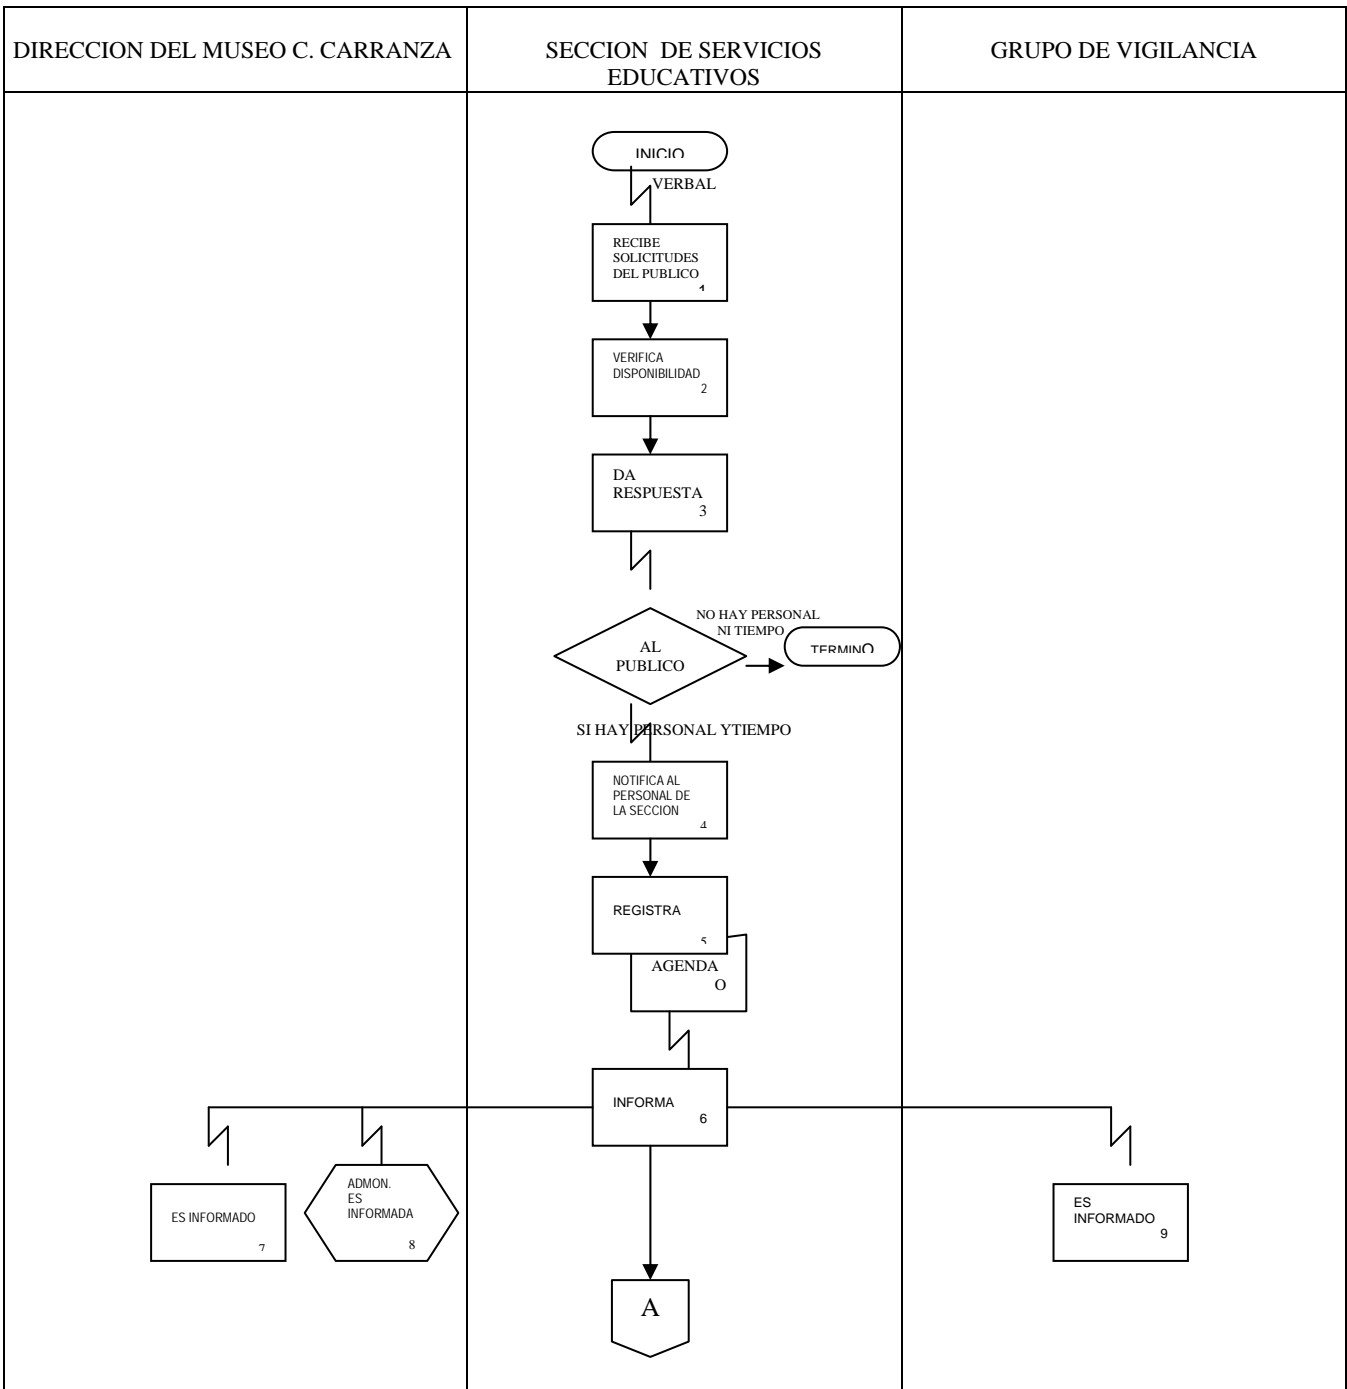 DIRECCION DEL MUSEO C. CARRANZA
SECCION DE SERVICIOS
EDUCATIVOS
GRUPO DE VIGILANCIA
INICIO
VERBAL
RECIBE
SOLICITUDES
DEL PUBLICO
1
VERIFICA
DISPONIBILIDAD
2
DA
RESPUESTA
3
NO HAY PERSONAL
NI TIEMPO
AL
PUBLICO
TERMINO
SI HAY PERSONAL YTIEMPO
NOTIFICA AL
PERSONAL DE
LA SECCION
4
REGISTRA
5
AGENDA
O
INFORMA
6
ES INFORMADO
7
ADMON.
ES
INFORMADA
8
ES
INFORMADO
9
A